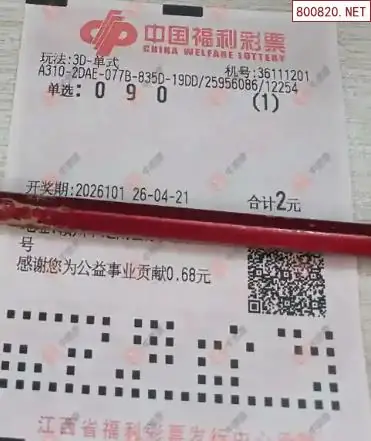 800820.NET
中国福利彩票
CHINA WELFARE LOTTERY
玩法:3D-单式 机号:36111201
A310-2DAE-077B-835D-19DD/25956086/12254
单选: 0 9 0 (1)
开奖期:2026101 26-04-21 合计2元
号
感谢您为公益事业贡献0.68元
江西省福利彩票发行中心